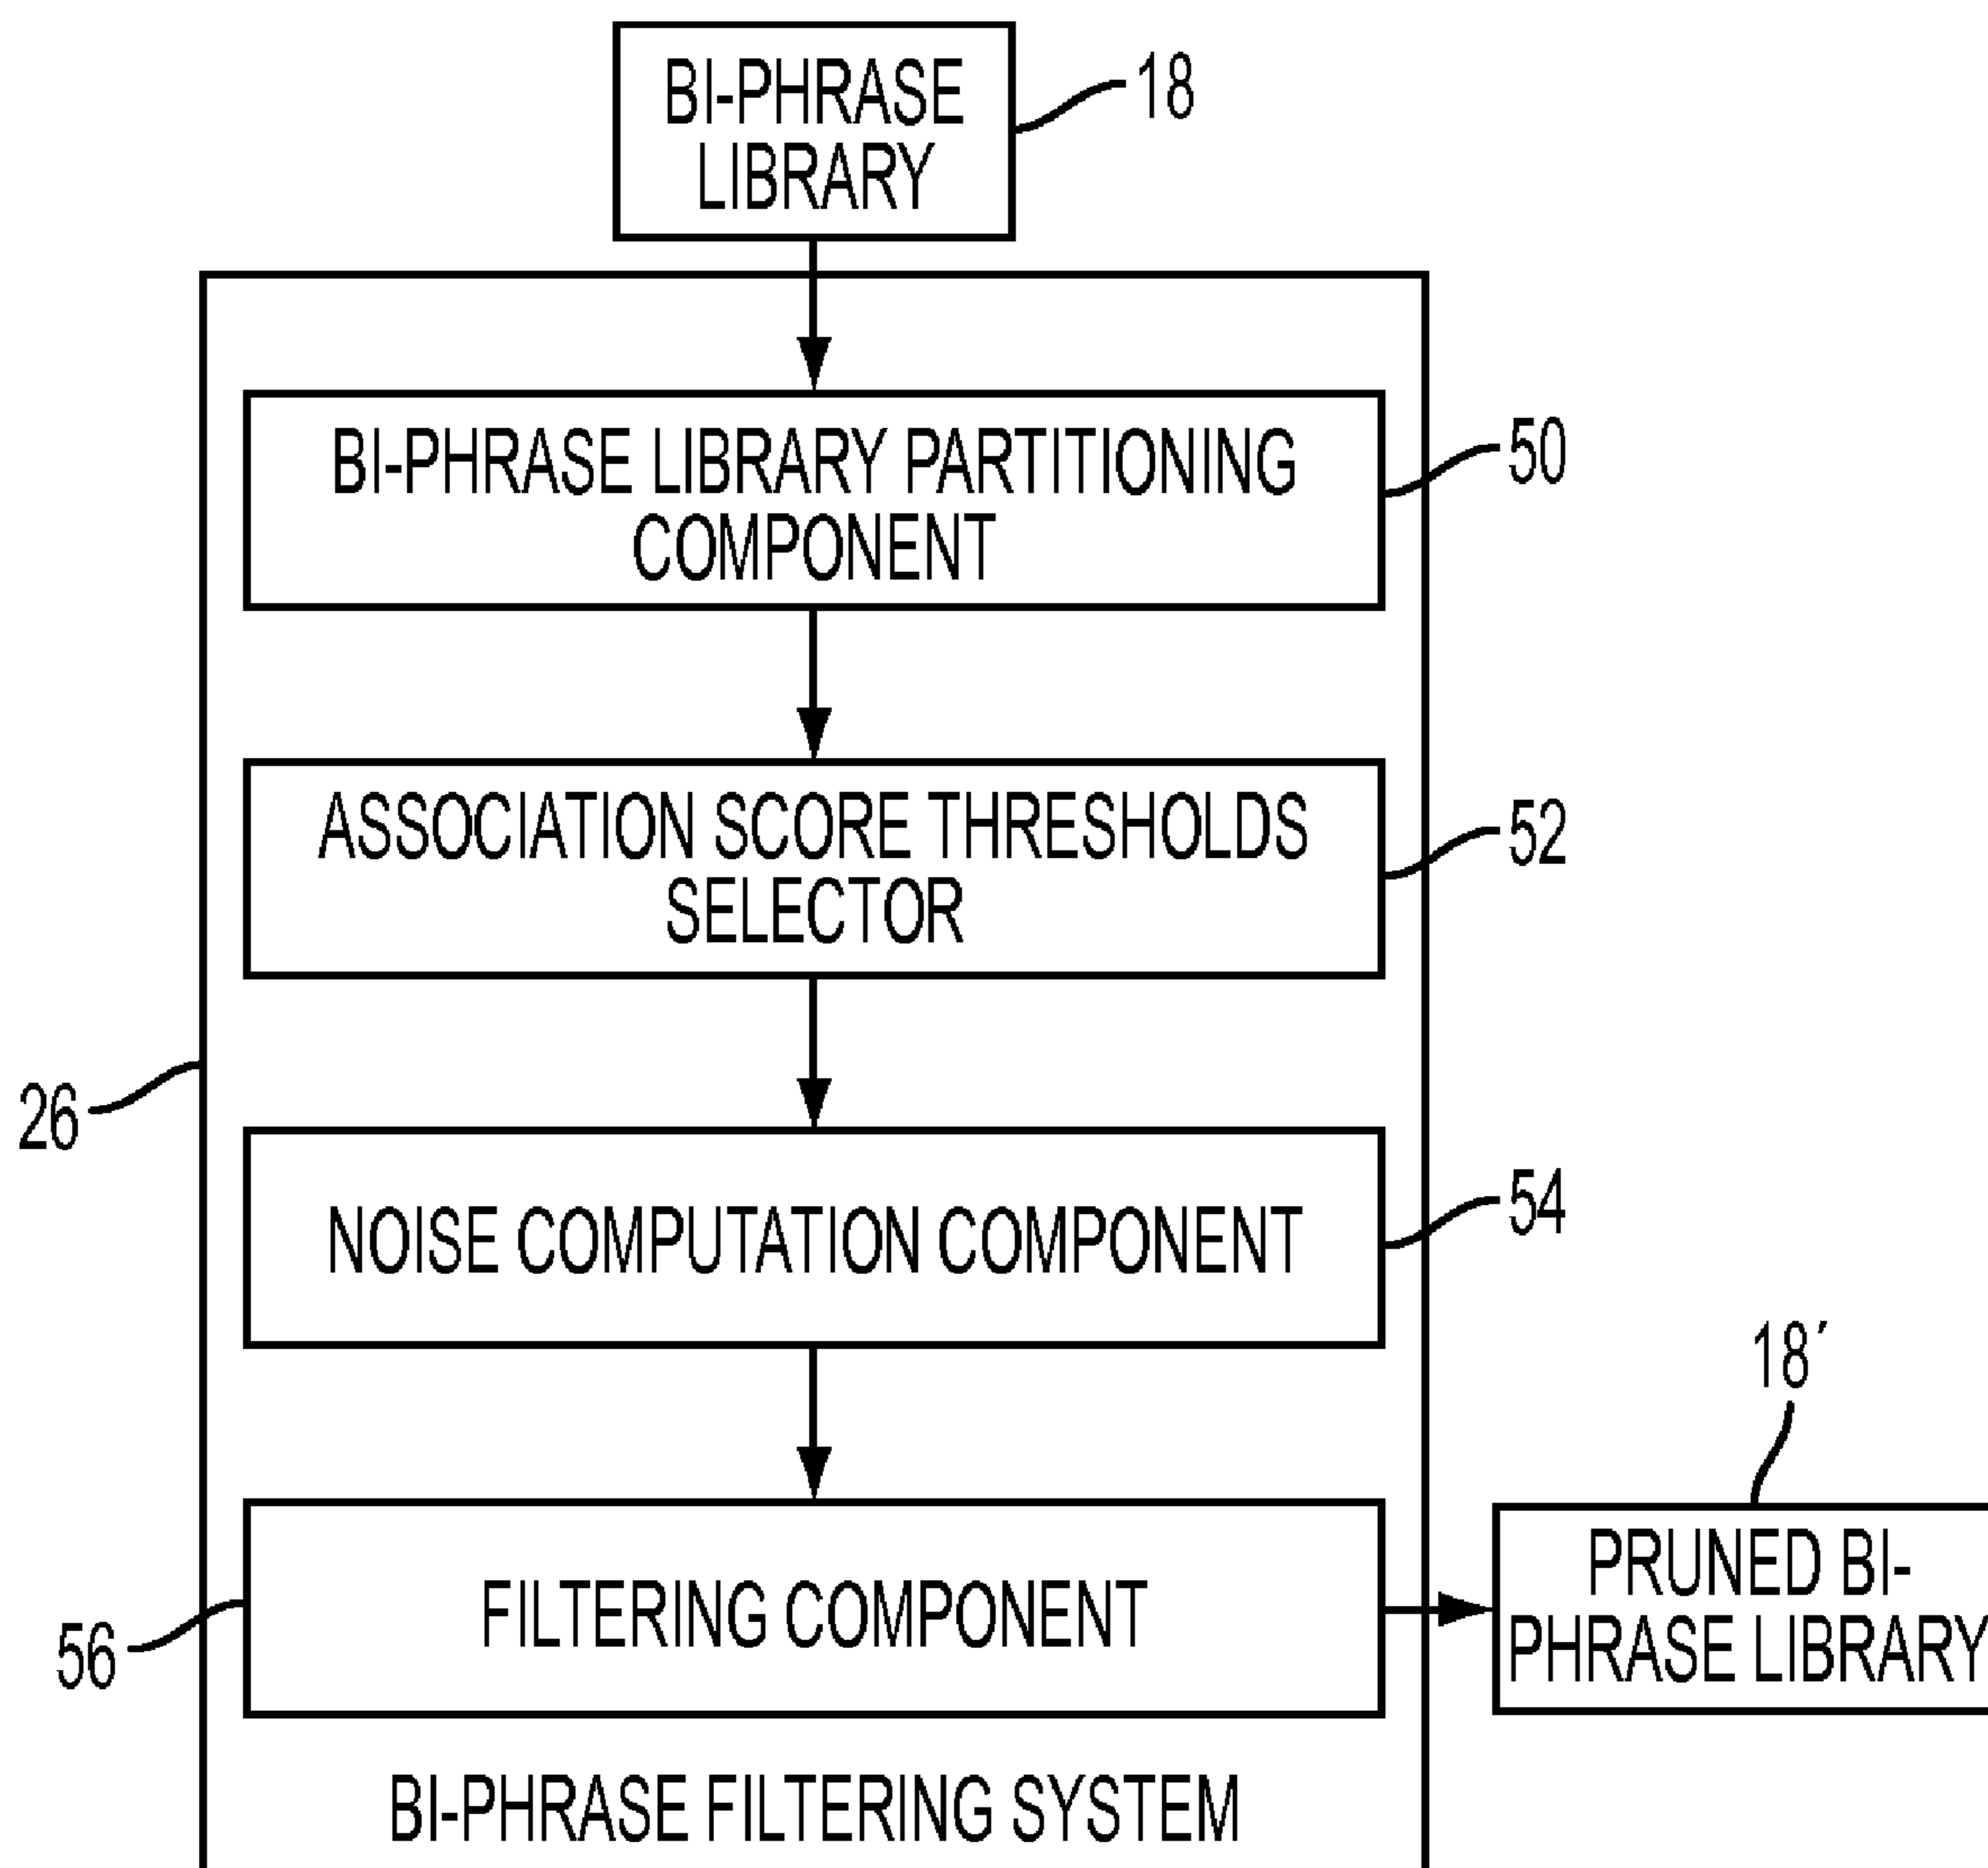 BI-PHRASE
LIBRARY
18
BI-PHRASE LIBRARY PARTITIONING
COMPONENT
50
ASSOCIATION SCORE THRESHOLDS
SELECTOR
52
26
NOISE COMPUTATION COMPONENT
54
18′
FILTERING COMPONENT
56
PRUNED BI-
PHRASE LIBRARY
BI-PHRASE FILTERING SYSTEM